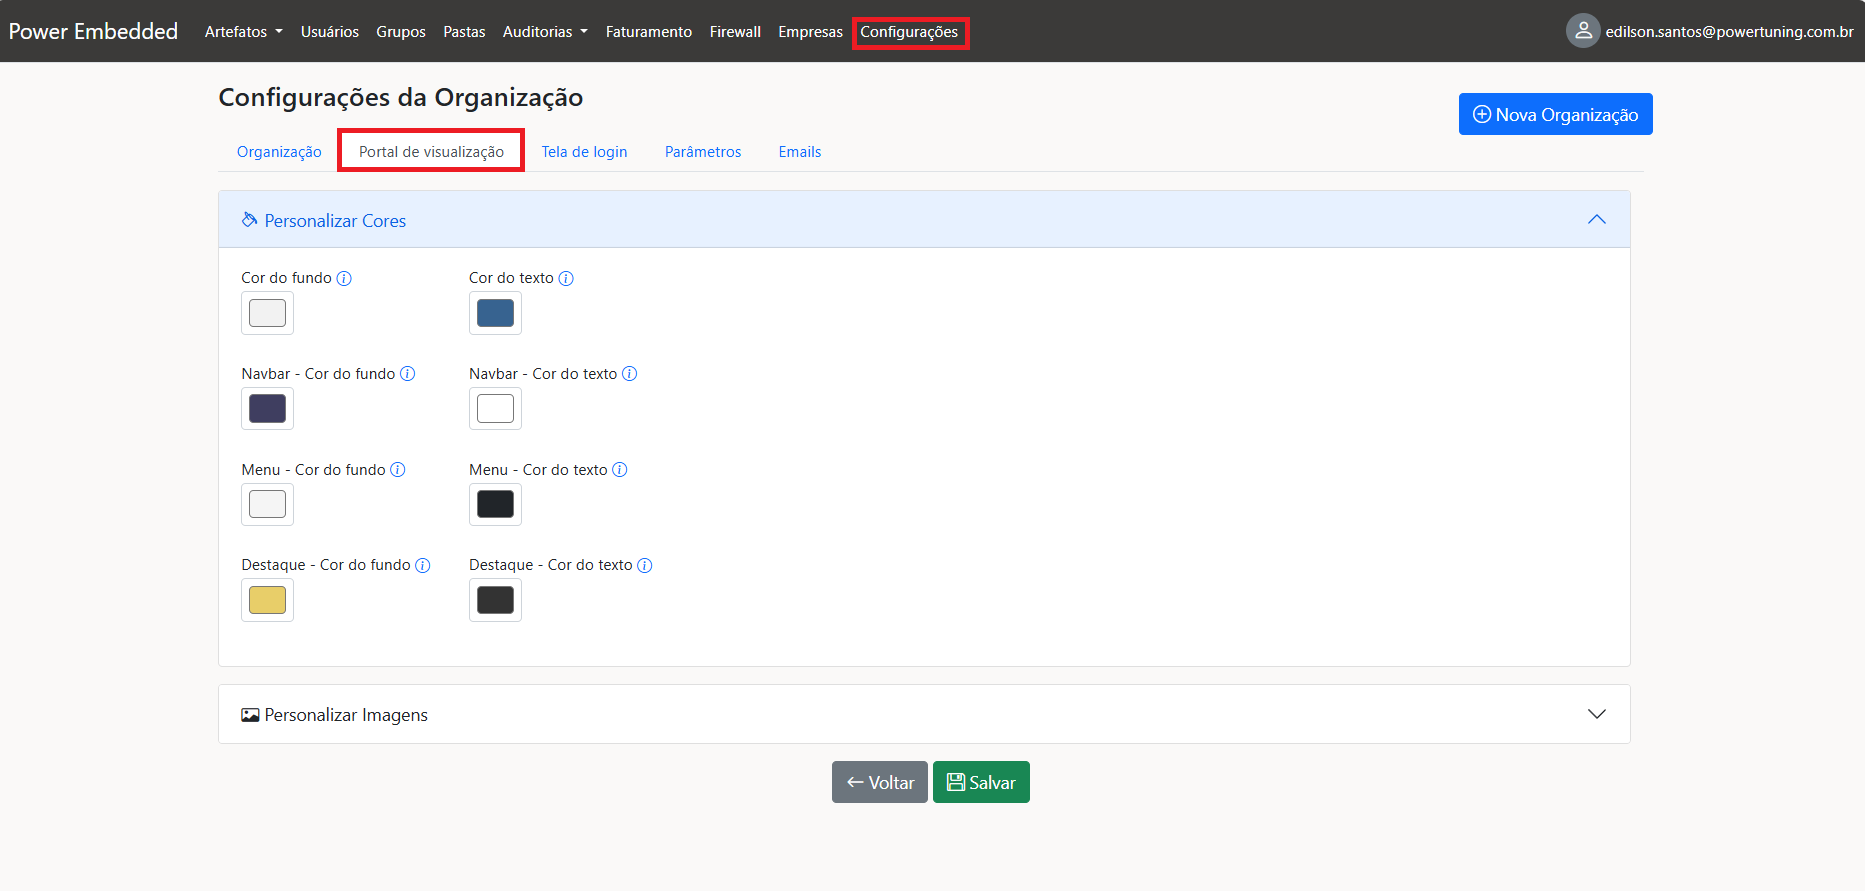 Power Embedded Artefatos Usuários Grupos Pastas Auditorias Faturamento Firewall Empresas Configurações edilson.santos@powertuning.com.br
Configurações da Organização
Nova Organização
Organização Portal de visualização Tela de login Parâmetros Emails
Personalizar Cores
Cor do fundo Cor do texto
Navbar - Cor do fundo Navbar - Cor do texto
Menu - Cor do fundo Menu - Cor do texto
Destaque - Cor do fundo Destaque - Cor do texto
Personalizar Imagens
Voltar Salvar